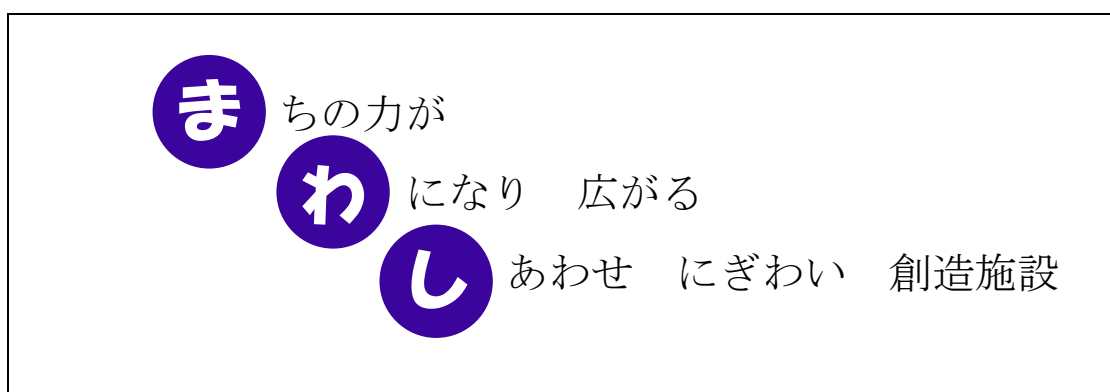 まちの力が
わになり　広がる
しあわせ　にぎわい　創造施設